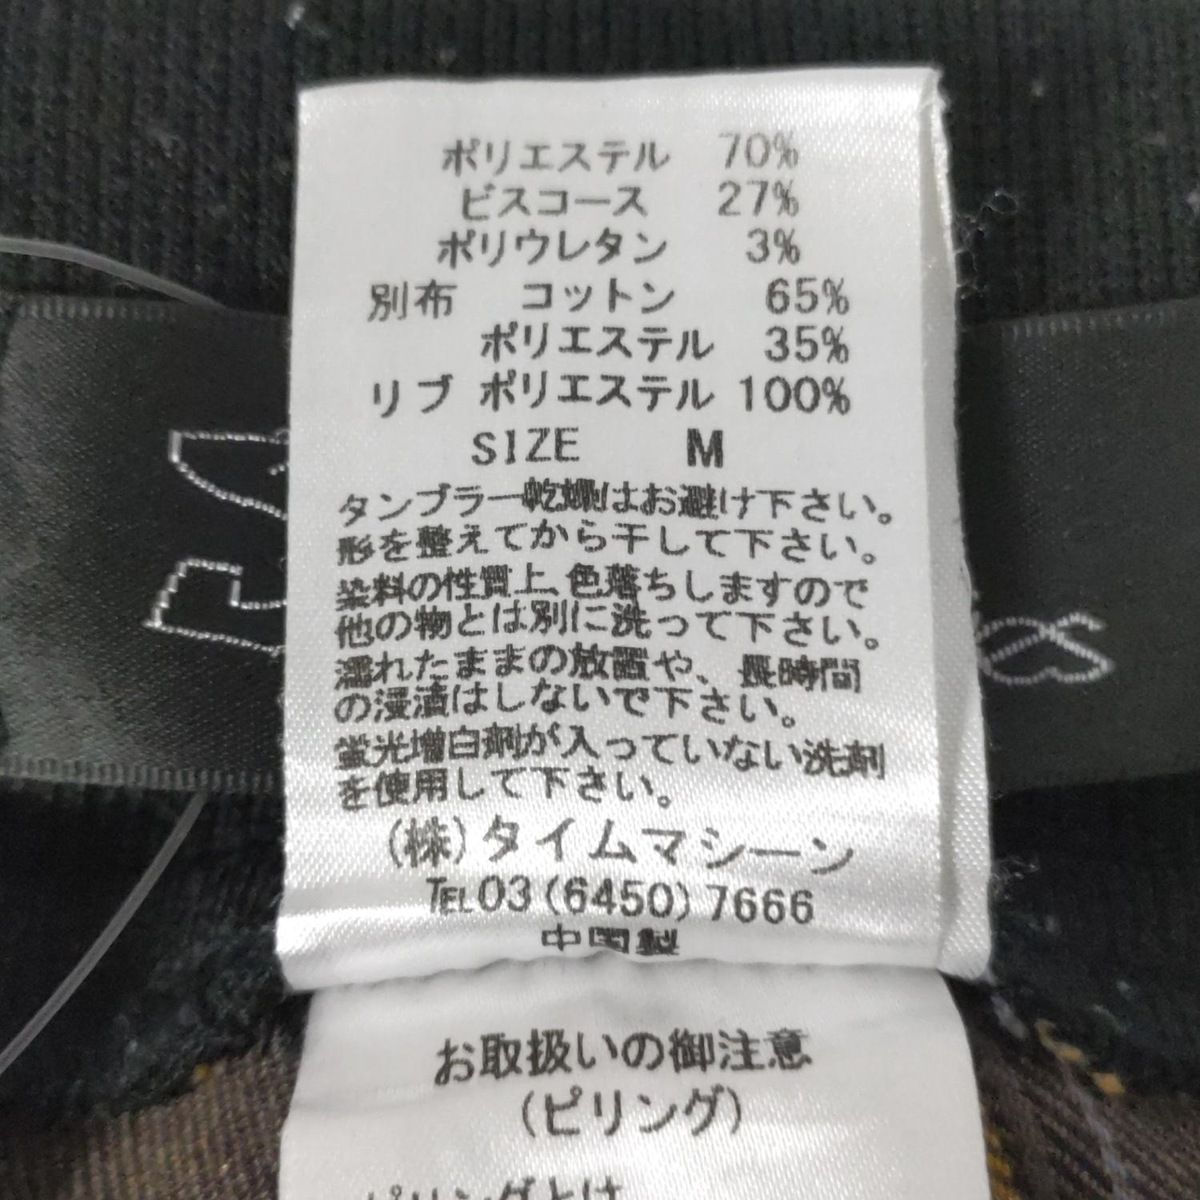 ポリエステル 70%
ビスコース 27%
ポリウレタン 3%
別布 コットン 65%
ポリエステル 35%
リブ ポリエステル 100%
SIZE M
タンブラー乾燥はお避け下さい。
形を整えてから干して下さい。
染料の性質上、色落ちしますので
他の物とは別に洗って下さい。
濡れたままの放置や、長時間
の浸漬はしないで下さい。
蛍光増白剤が入っていない洗剤
を使用して下さい。
(株)タイムマシーン
TEL03(6450)7666
中国製
お取扱いの御注意
(ピリング)
ピリングとは